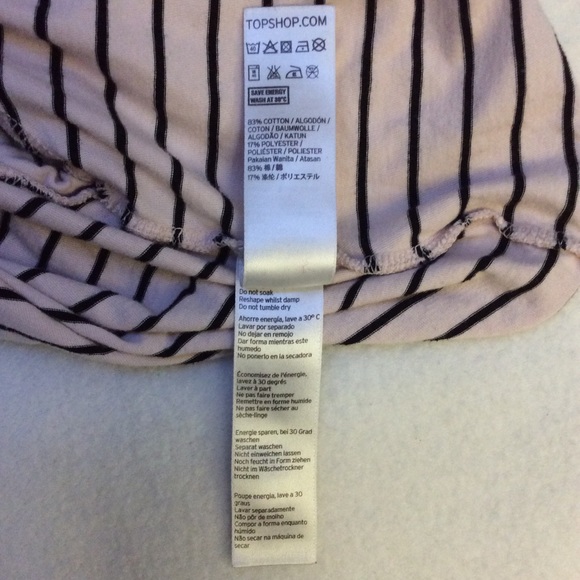 TOPSHOP.COM
SAVE ENERGY
WASH AT 30°C
83% COTTON / ALGODÓN /
COTON / BAUMWOLLE /
ALGODÃO / KATUN
17% POLYESTER /
POLIÉSTER / POLIESTER
Pakaian Wanita / Atasan
83% 棉 / 綿
17% 涤纶 / ポリエステル
Do not soak
Reshape whilst damp
Do not tumble dry
Ahorre energía, lave a 30° C
Lavar por separado
No dejar en remojo
Dar forma mientras este
humedo
No ponerlo en la secadora
Économisez de l'énergie,
lavez à 30 degrés
Laver à part
Ne pas faire tremper
Remettre en forme humide
Ne pas faire sécher au
sèche-linge
Energie sparen, bei 30 Grad
waschen
Separat waschen
Nicht einweichen lassen
Noch feucht in Form ziehen
Nicht im Wäschetrockner
trocknen
Poupe energia, lave a 30
graus
Lavar separadamente
Não pôr de molho
Compor a forma enquanto
húmido
Não secar na máquina de
secar